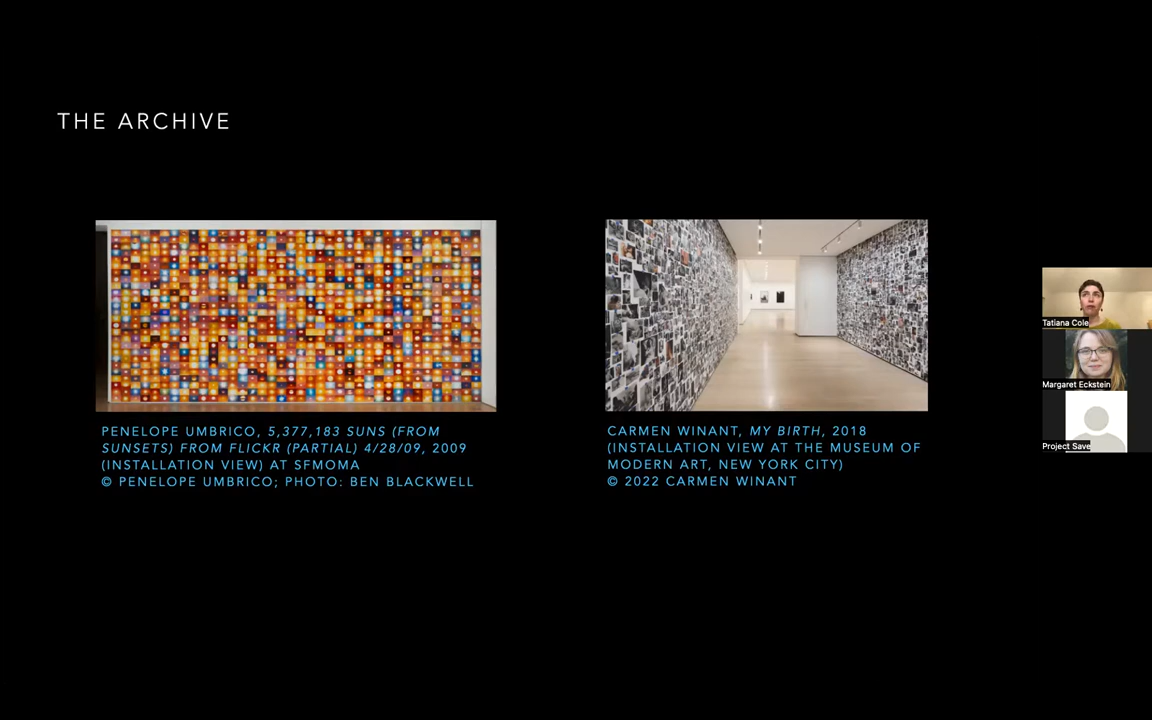 THE ARCHIVE
PENELOPE UMBRICO, 5,377,183 SUNS (FROM
SUNSETS) FROM FLICKR (PARTIAL) 4/28/09, 2009
(INSTALLATION VIEW) AT SFMOMA
© PENELOPE UMBRICO; PHOTO: BEN BLACKWELL
CARMEN WINANT, MY BIRTH, 2018
(INSTALLATION VIEW AT THE MUSEUM OF
MODERN ART, NEW YORK CITY)
© 2022 CARMEN WINANT
Tatiana Cole
Margaret Eckstein
Project Save